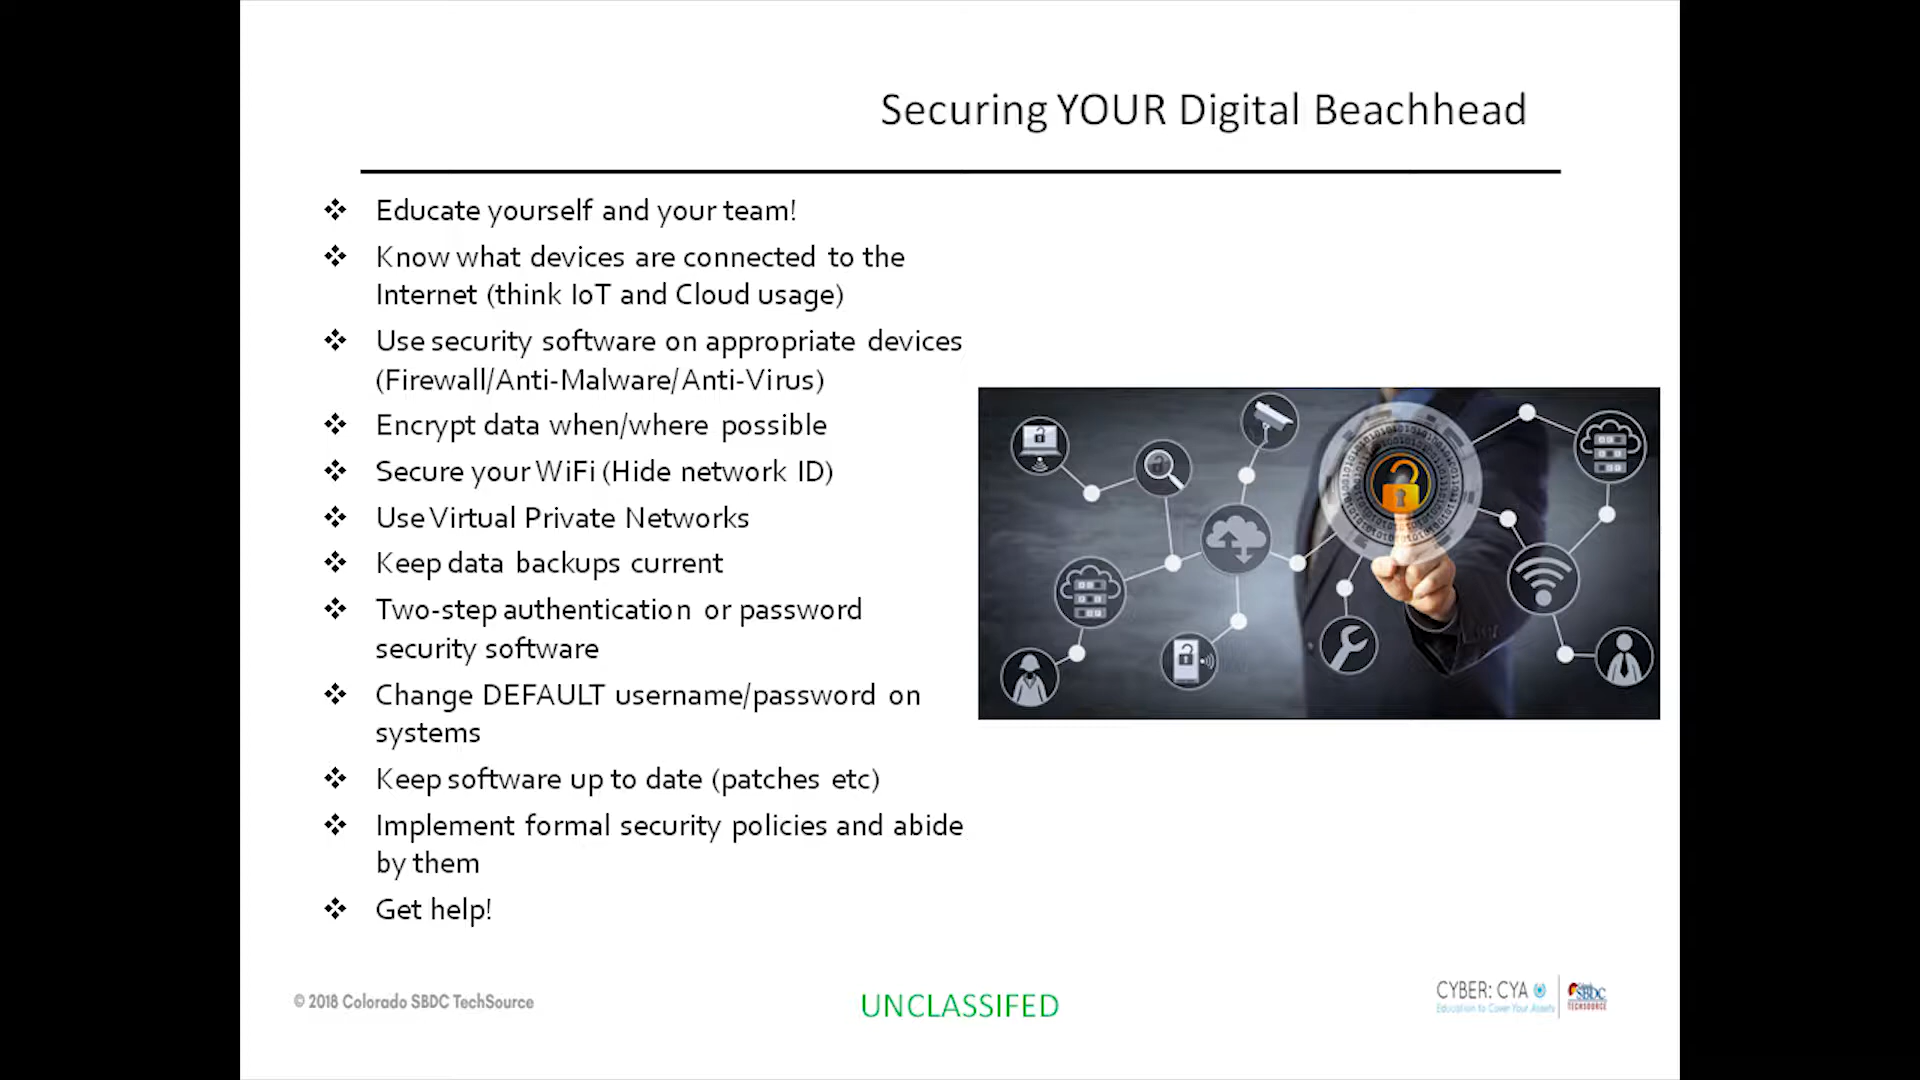 Securing YOUR Digital Beachhead
Educate yourself and your team!
Know what devices are connected to the
Internet (think IoT and Cloud usage)
Use security software on appropriate devices
(Firewall/Anti-Malware/Anti-Virus)
Encrypt data when/where possible
Secure your WiFi (Hide network ID)
Use Virtual Private Networks
Keep data backups current
Two-step authentication or password
security software
Change DEFAULT username/password on
systems
Keep software up to date (patches etc)
Implement formal security policies and abide
by them
Get help!
© 2018 Colorado SBDC TechSource
UNCLASSIFED
CYBER: CYA
Education to Cover Your Assets
SBDC
TECHSOURCE